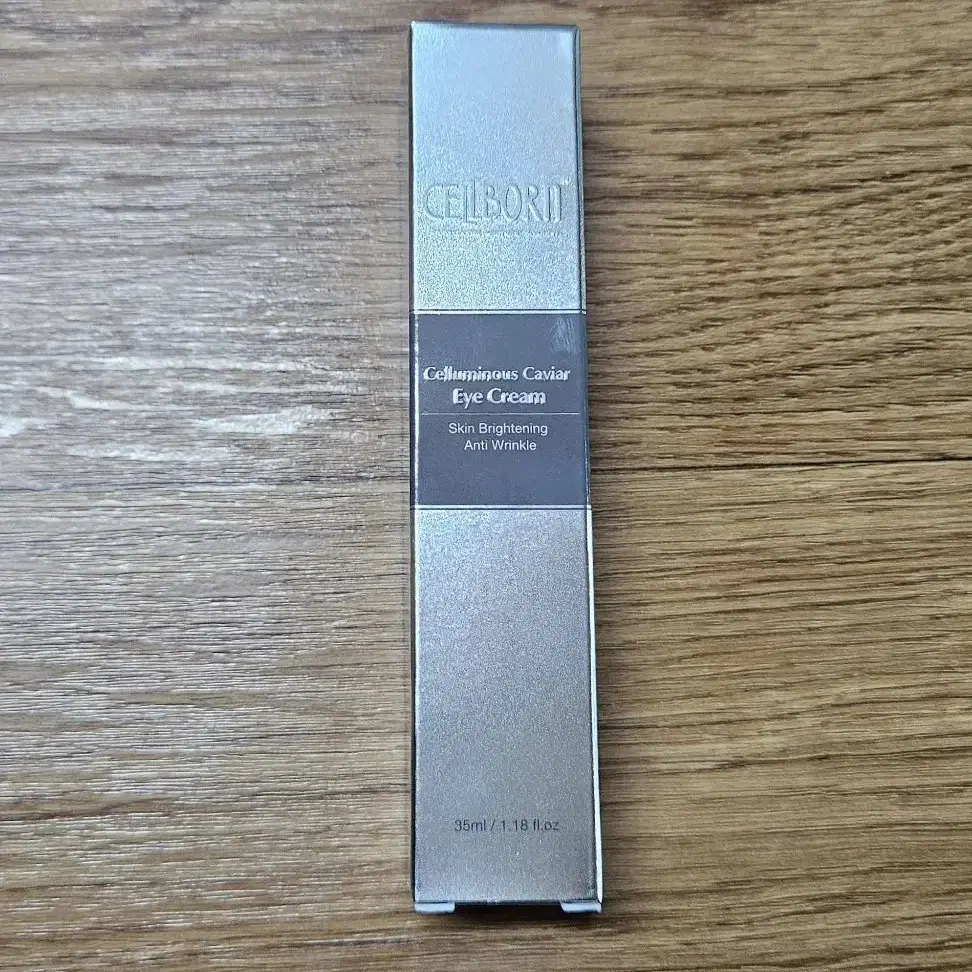 CELLBORN
Celluminous Caviar
Eye Cream
Skin Brightening
Anti Wrinkle
35ml / 1.18 fl.oz